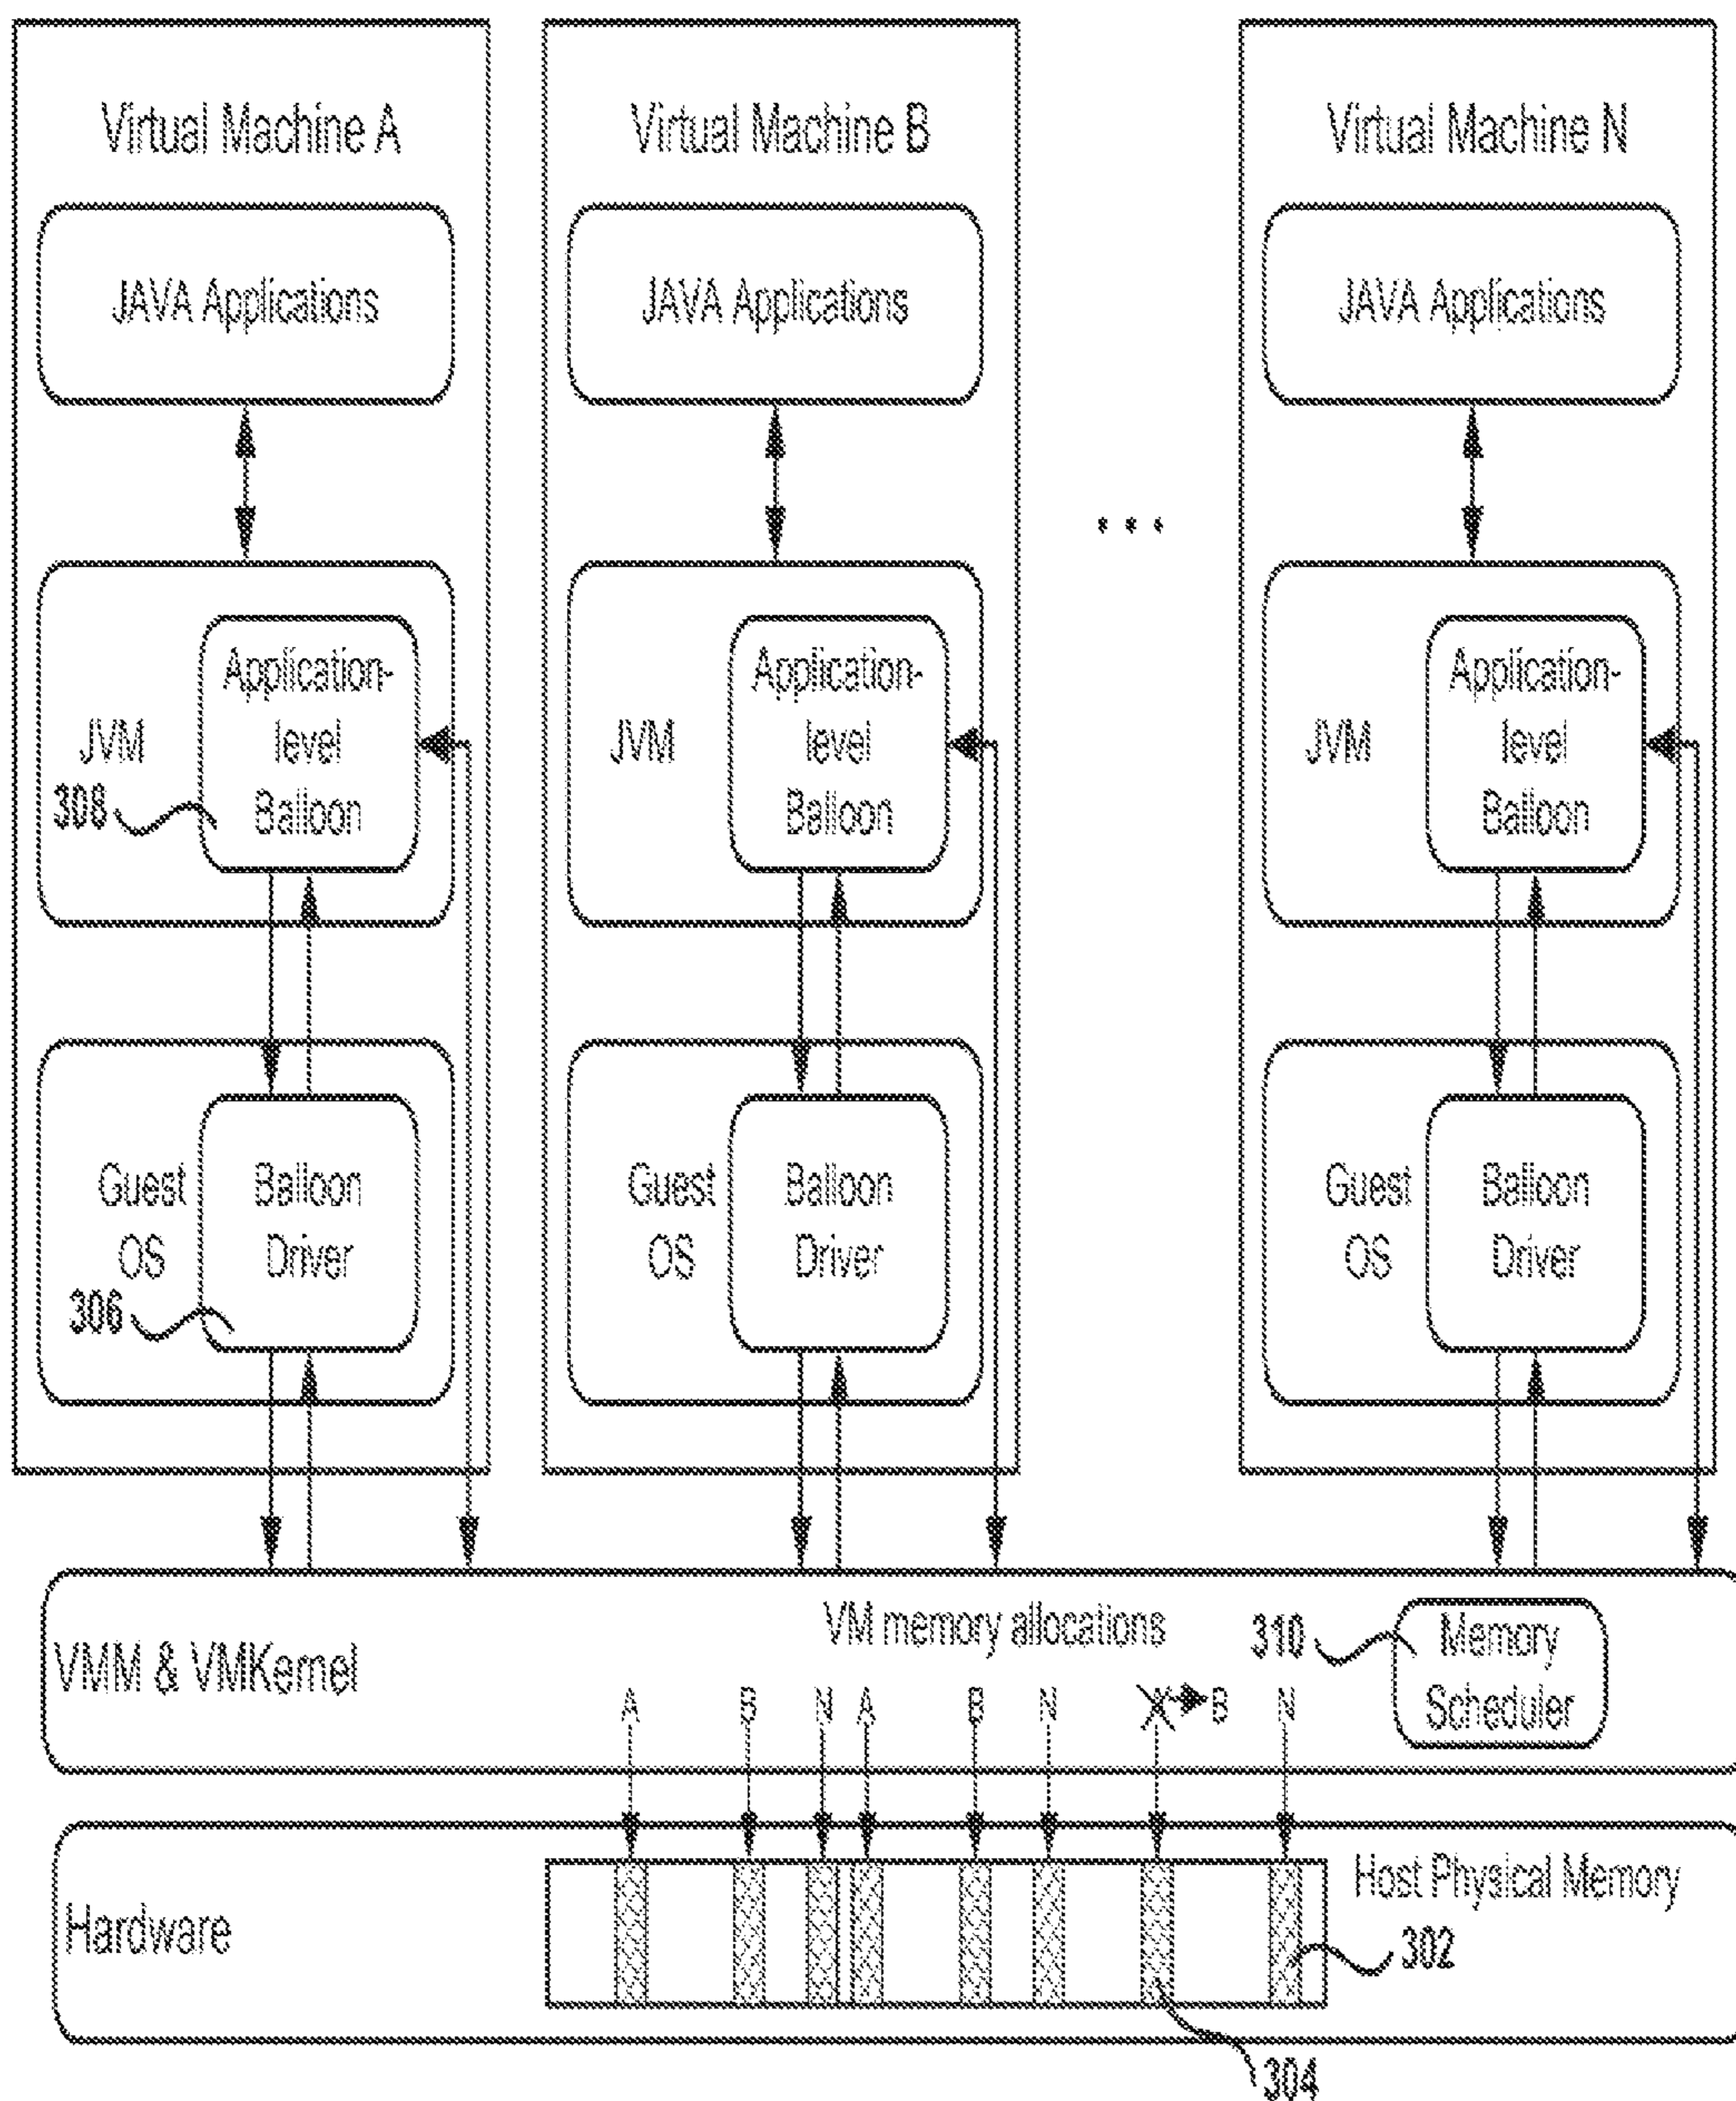 Virtual Machine A
JAVA Applications
JVM
Application-
level
Balloon
308
Guest
OS
Balloon
Driver
306
Virtual Machine B
JAVA Applications
JVM
Application-
level
Balloon
Guest
OS
Balloon
Driver
...
Virtual Machine N
JAVA Applications
JVM
Application-
level
Balloon
Guest
OS
Balloon
Driver
VMM & VMKernel
VM memory allocations
310
Memory
Scheduler
A B N A B N A B N
Hardware
Host Physical Memory
302
304